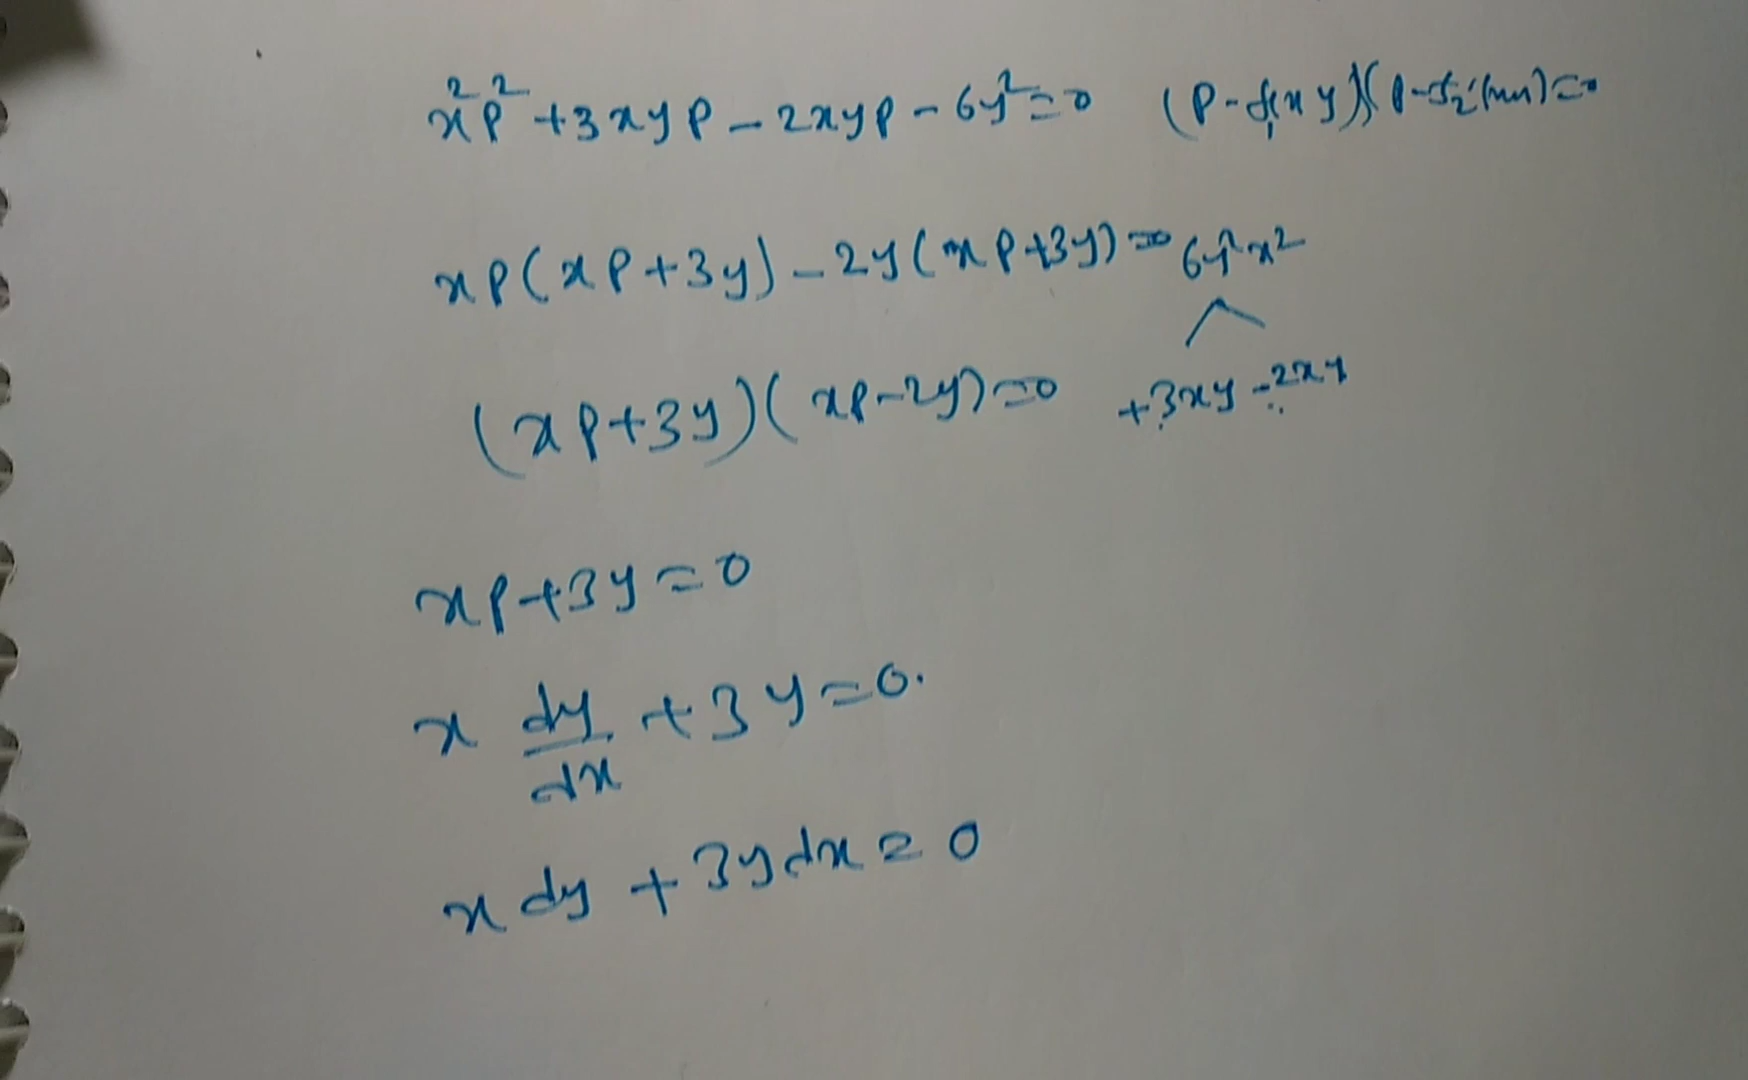 x²p² + 3xyp - 2xyp - 6y² = 0 (p - f₁(x y))(p - f₂(
xp(xp + 3y) - 2y(xp + 3y) = 0 6y²x²
(xp + 3y)(xp - 2y) = 0 + 3xy - 2xy
xp + 3y = 0
x dy/dx + 3y = 0.
x dy + 3y dx = 0